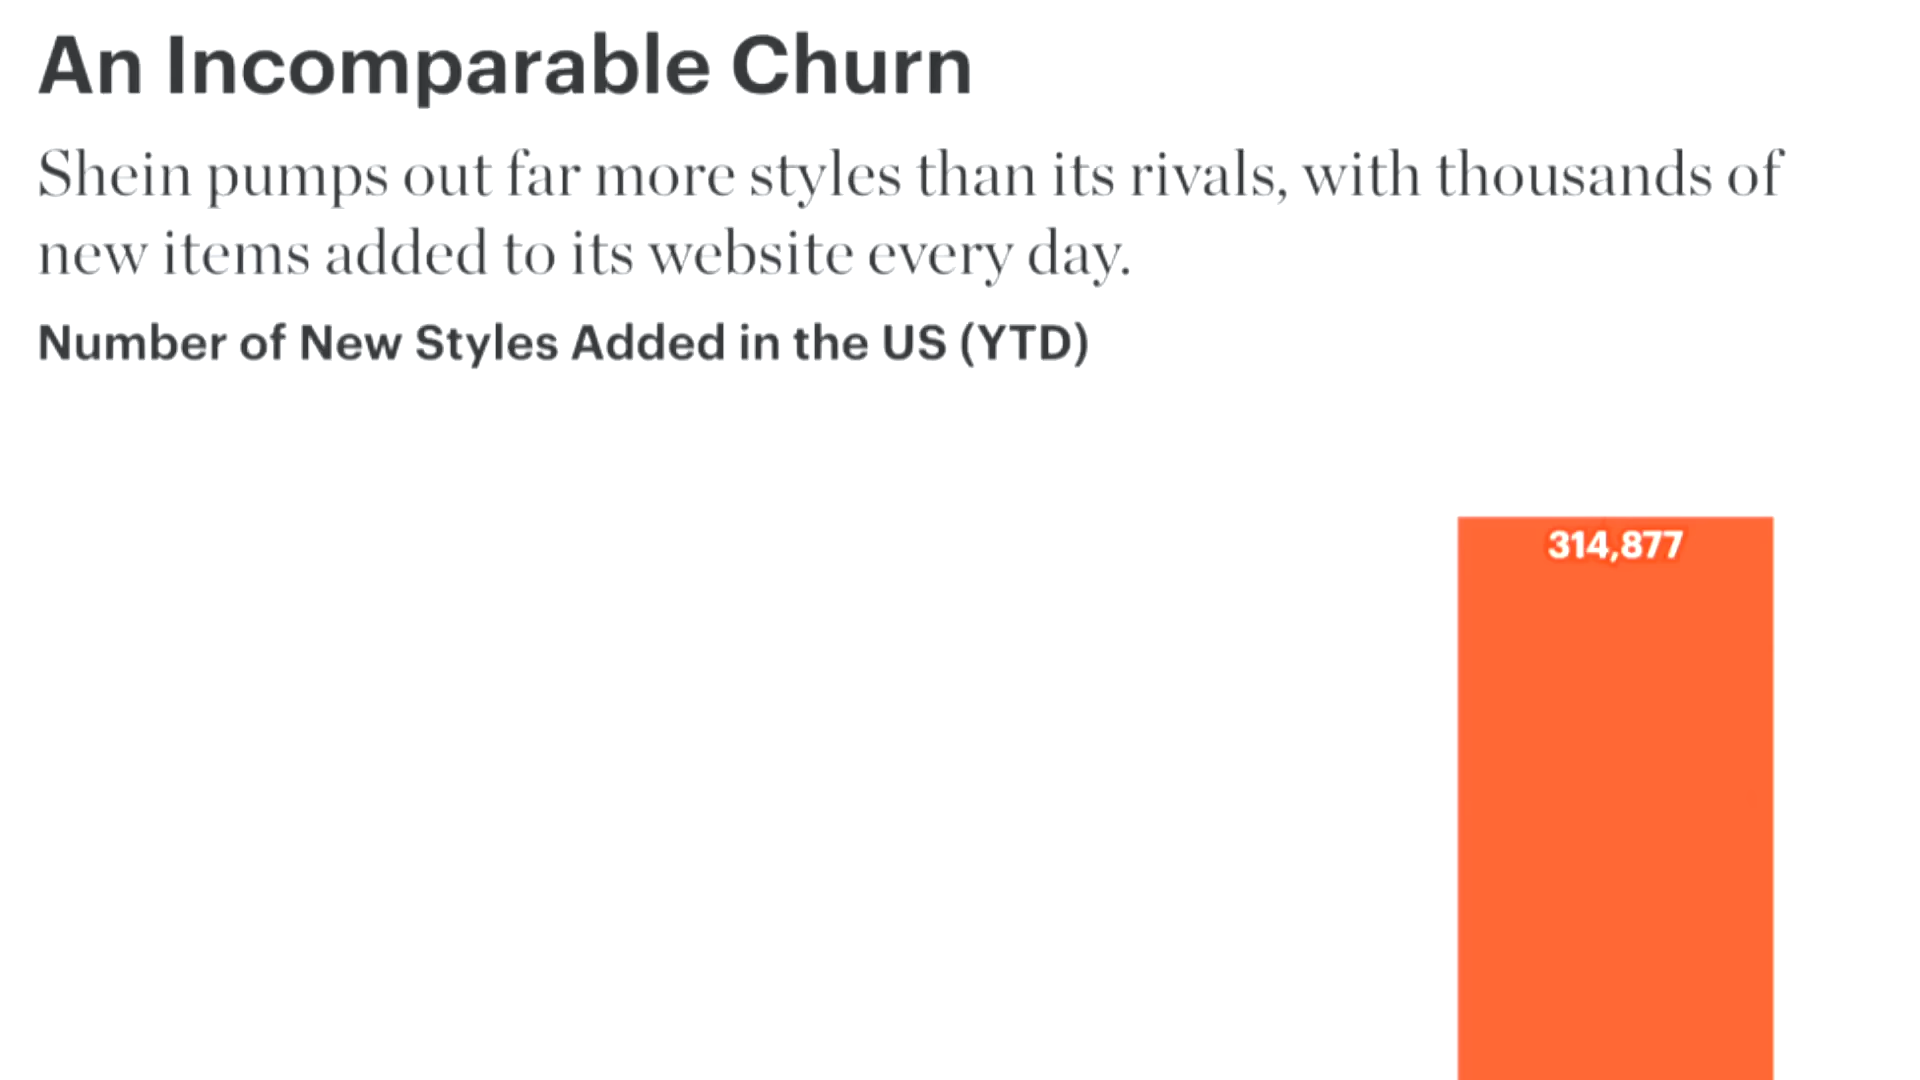 An Incomparable Churn
Shein pumps out far more styles than its rivals, with thousands of
new items added to its website every day.
Number of New Styles Added in the US (YTD)
314,877